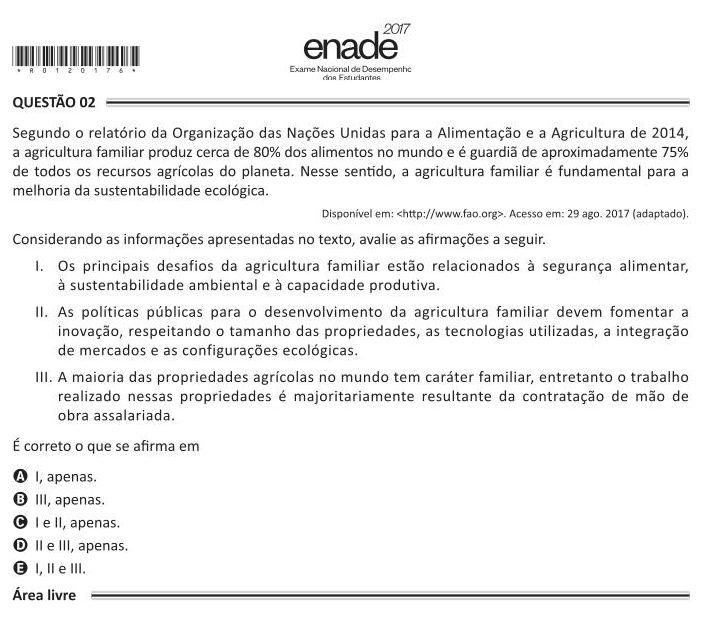 2017
enade
Exame Nacional de Desempenho
dos Estudantes
* R 0 1 2 0 1 7 6 *
QUESTÃO 02
Segundo o relatório da Organização das Nações Unidas para a Alimentação e a Agricultura de 2014,
a agricultura familiar produz cerca de 80% dos alimentos no mundo e é guardiã de aproximadamente 75%
de todos os recursos agrícolas do planeta. Nesse sentido, a agricultura familiar é fundamental para a
melhoria da sustentabilidade ecológica.
Disponível em: <http://www.fao.org>. Acesso em: 29 ago. 2017 (adaptado).
Considerando as informações apresentadas no texto, avalie as afirmações a seguir.
I. Os principais desafios da agricultura familiar estão relacionados à segurança alimentar,
à sustentabilidade ambiental e à capacidade produtiva.
II. As políticas públicas para o desenvolvimento da agricultura familiar devem fomentar a
inovação, respeitando o tamanho das propriedades, as tecnologias utilizadas, a integração
de mercados e as configurações ecológicas.
III. A maioria das propriedades agrícolas no mundo tem caráter familiar, entretanto o trabalho
realizado nessas propriedades é majoritariamente resultante da contratação de mão de
obra assalariada.
É correto o que se afirma em
A I, apenas.
B III, apenas.
C I e II, apenas.
D II e III, apenas.
E I, II e III.
Área livre